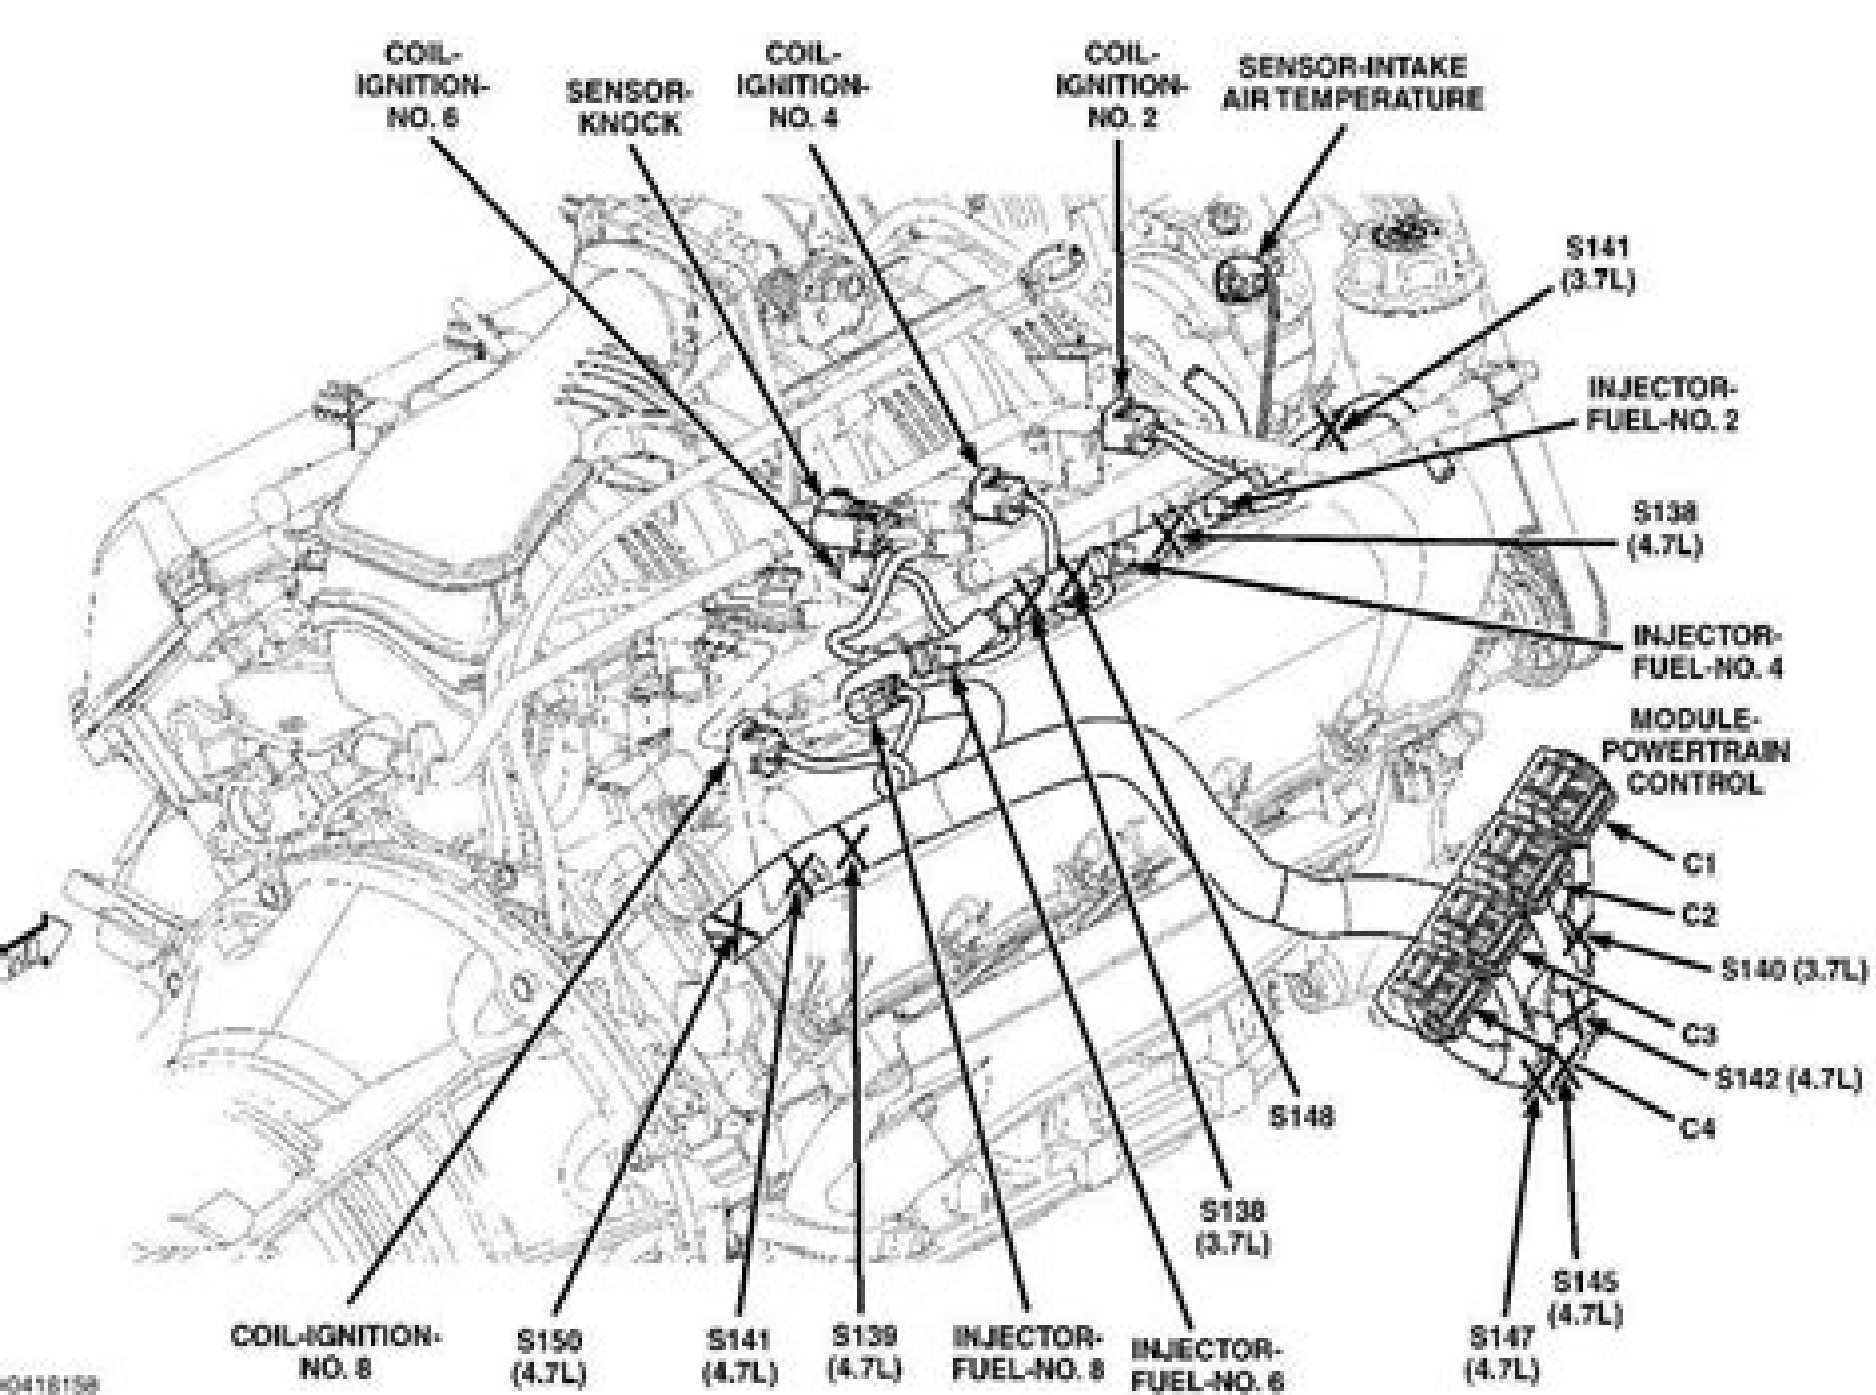 COIL-
IGNITION-
NO. 6
SENSOR-
KNOCK
COIL-
IGNITION-
NO. 4
COIL-
IGNITION-
NO. 2
SENSOR-INTAKE
AIR TEMPERATURE
S141
(3.7L)
INJECTOR-
FUEL-NO. 2
S138
(4.7L)
INJECTOR-
FUEL-NO. 4
MODULE-
POWERTRAIN
CONTROL
C1
C2
S140 (3.7L)
C3
S142 (4.7L)
C4
S148
S138
(3.7L)
S145
(4.7L)
S147
(4.7L)
COIL-IGNITION-
NO. 8
S150
(4.7L)
S141
(4.7L)
S139
(4.7L)
INJECTOR-
FUEL-NO. 8
INJECTOR-
FUEL-NO. 6